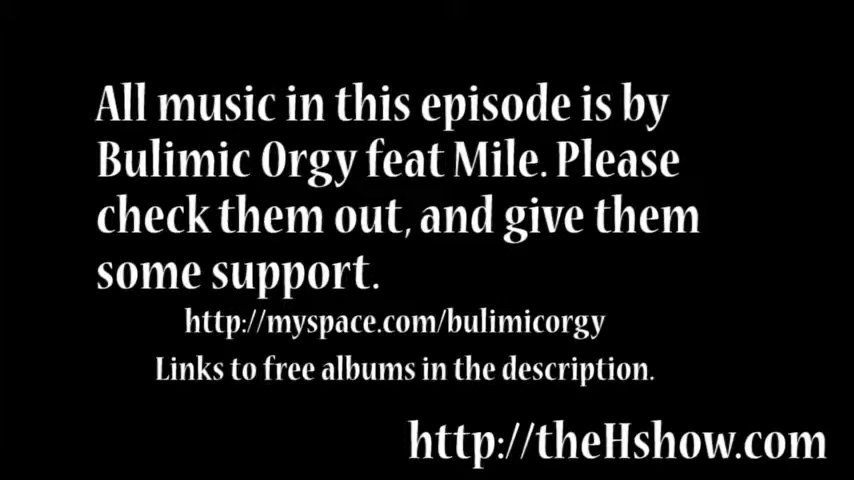 All music in this episode is by
Bulimic Orgy feat Mile. Please
check them out, and give them
some support.
http://myspace.com/bulimicorgy
Links to free albums in the description.
http://theHshow.com